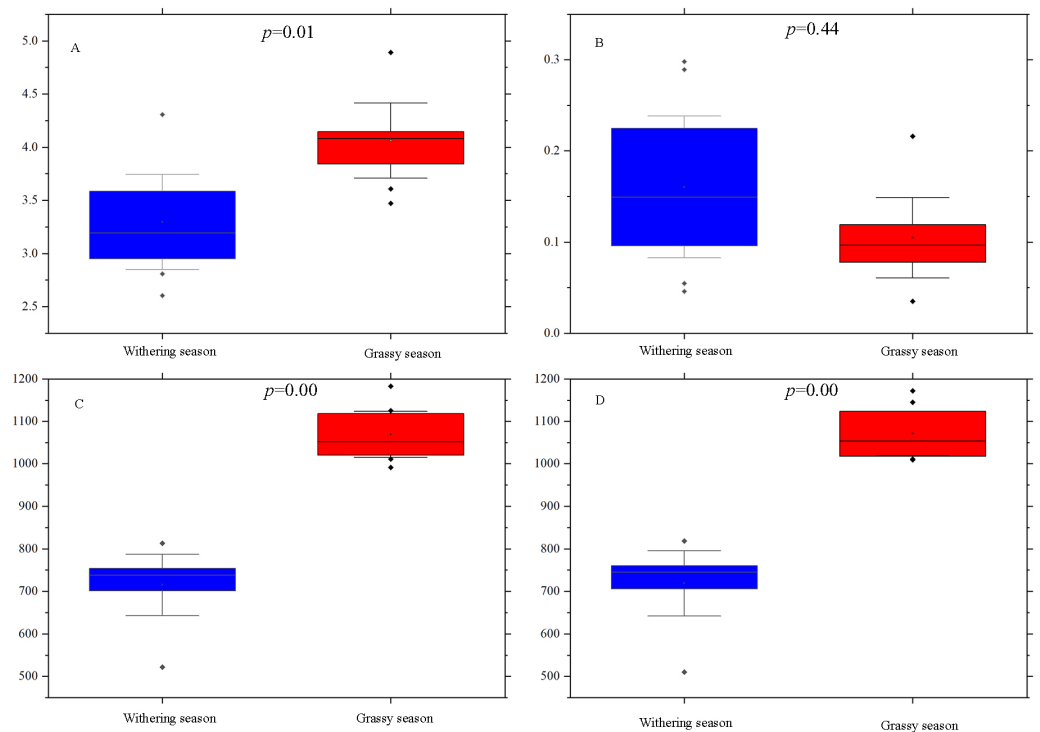 p=0.01
A
5.0
4.5
4.0
3.5
3.0
2.5
Withering season Grassy season
p=0.44
B
0.3
0.2
0.1
0.0
Withering season Grassy season
p=0.00
C
1200
1100
1000
900
800
700
600
500
Withering season Grassy season
p=0.00
D
1200
1100
1000
900
800
700
600
500
Withering season Grassy season